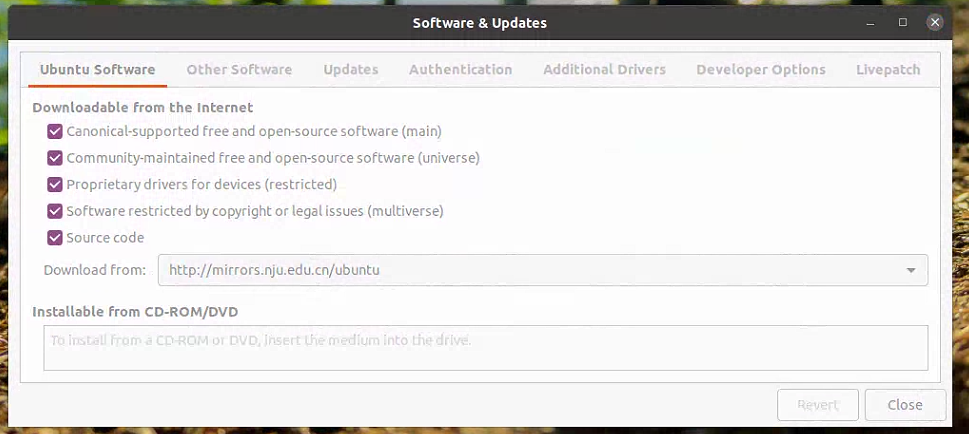 Software & Updates
Ubuntu Software Other Software Updates Authentication Additional Drivers Developer Options Livepatch
Downloadable from the Internet
Canonical-supported free and open-source software (main)
Community-maintained free and open-source software (universe)
Proprietary drivers for devices (restricted)
Software restricted by copyright or legal issues (multiverse)
Source code
Download from: http://mirrors.nju.edu.cn/ubuntu
Installable from CD-ROM/DVD
To install from a CD-ROM or DVD, insert the medium into the drive.
Revert Close